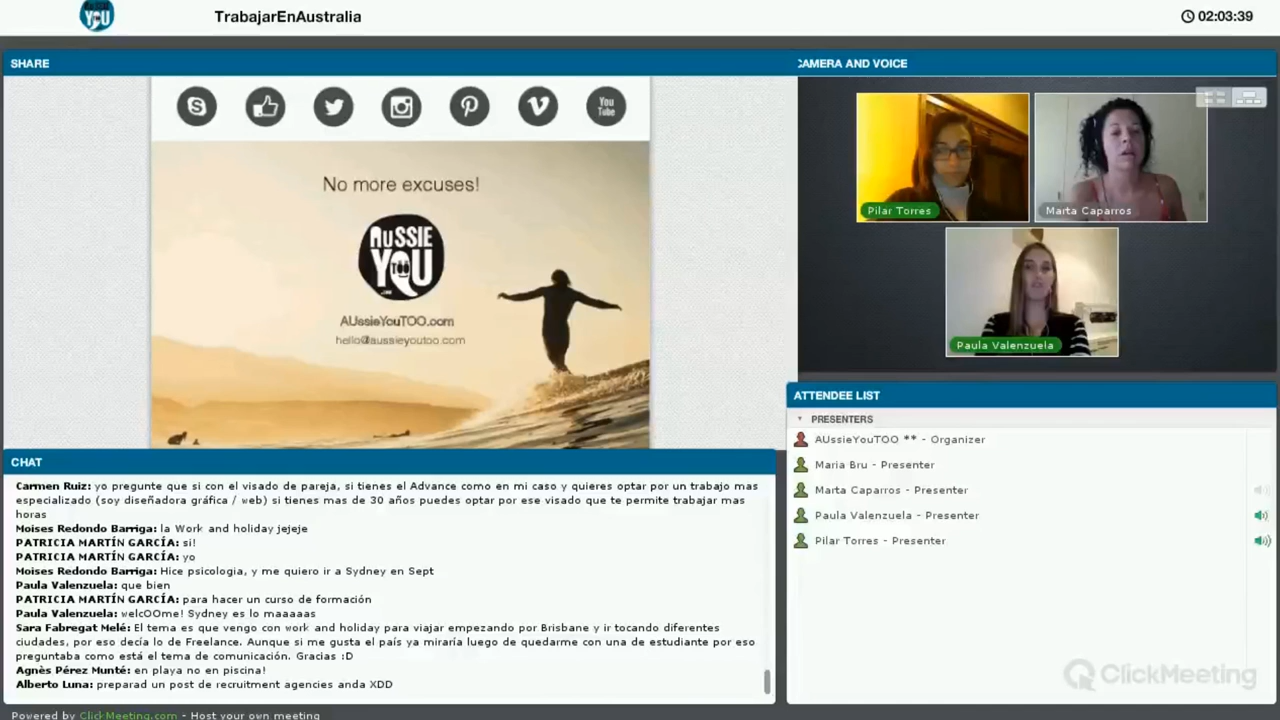 AUSSIE
YOU
TrabajarEnAustralia
02:03:39
SHARE
CAMERA AND VOICE
You
Tube
No more excuses!
AUSSIE
YOU
TOO
.com
AUssieYouTOO.com
hello@aussieyoutoo.com
Pilar Torres
Marta Caparros
Paula Valenzuela
ATTENDEE LIST
PRESENTERS
AUssieYouTOO ** - Organizer
Maria Bru - Presenter
Marta Caparros - Presenter
Paula Valenzuela - Presenter
Pilar Torres - Presenter
CHAT
Carmen Ruiz: yo pregunte que si con el visado de pareja, si tienes el Advance como en mi caso y quieres optar por un trabajo mas
especializado (soy diseñadora gráfica / web) si tienes mas de 30 años puedes optar por ese visado que te permite trabajar mas
horas
Moises Redondo Barriga: la Work and holiday jejeje
PATRICIA MARTÍN GARCÍA: si!
PATRICIA MARTÍN GARCÍA: yo
Moises Redondo Barriga: Hice psicologia, y me quiero ir a Sydney en Sept
Paula Valenzuela: que bien
PATRICIA MARTÍN GARCÍA: para hacer un curso de formación
Paula Valenzuela: welcOOme! Sydney es lo maaaaas
Sara Fabregat Melé: El tema es que vengo con work and holiday para viajar empezando por Brisbane y ir tocando diferentes
ciudades, por eso decía lo de Freelance. Aunque si me gusta el país ya miraría luego de quedarme con una de estudiante por eso
preguntaba como está el tema de comunicación. Gracias :D
Agnès Pérez Munté: en playa no en piscina!
Alberto Luna: preparad un post de recruitment agencies anda XDD
ClickMeeting
Powered by ClickMeeting.com - Host your own meeting